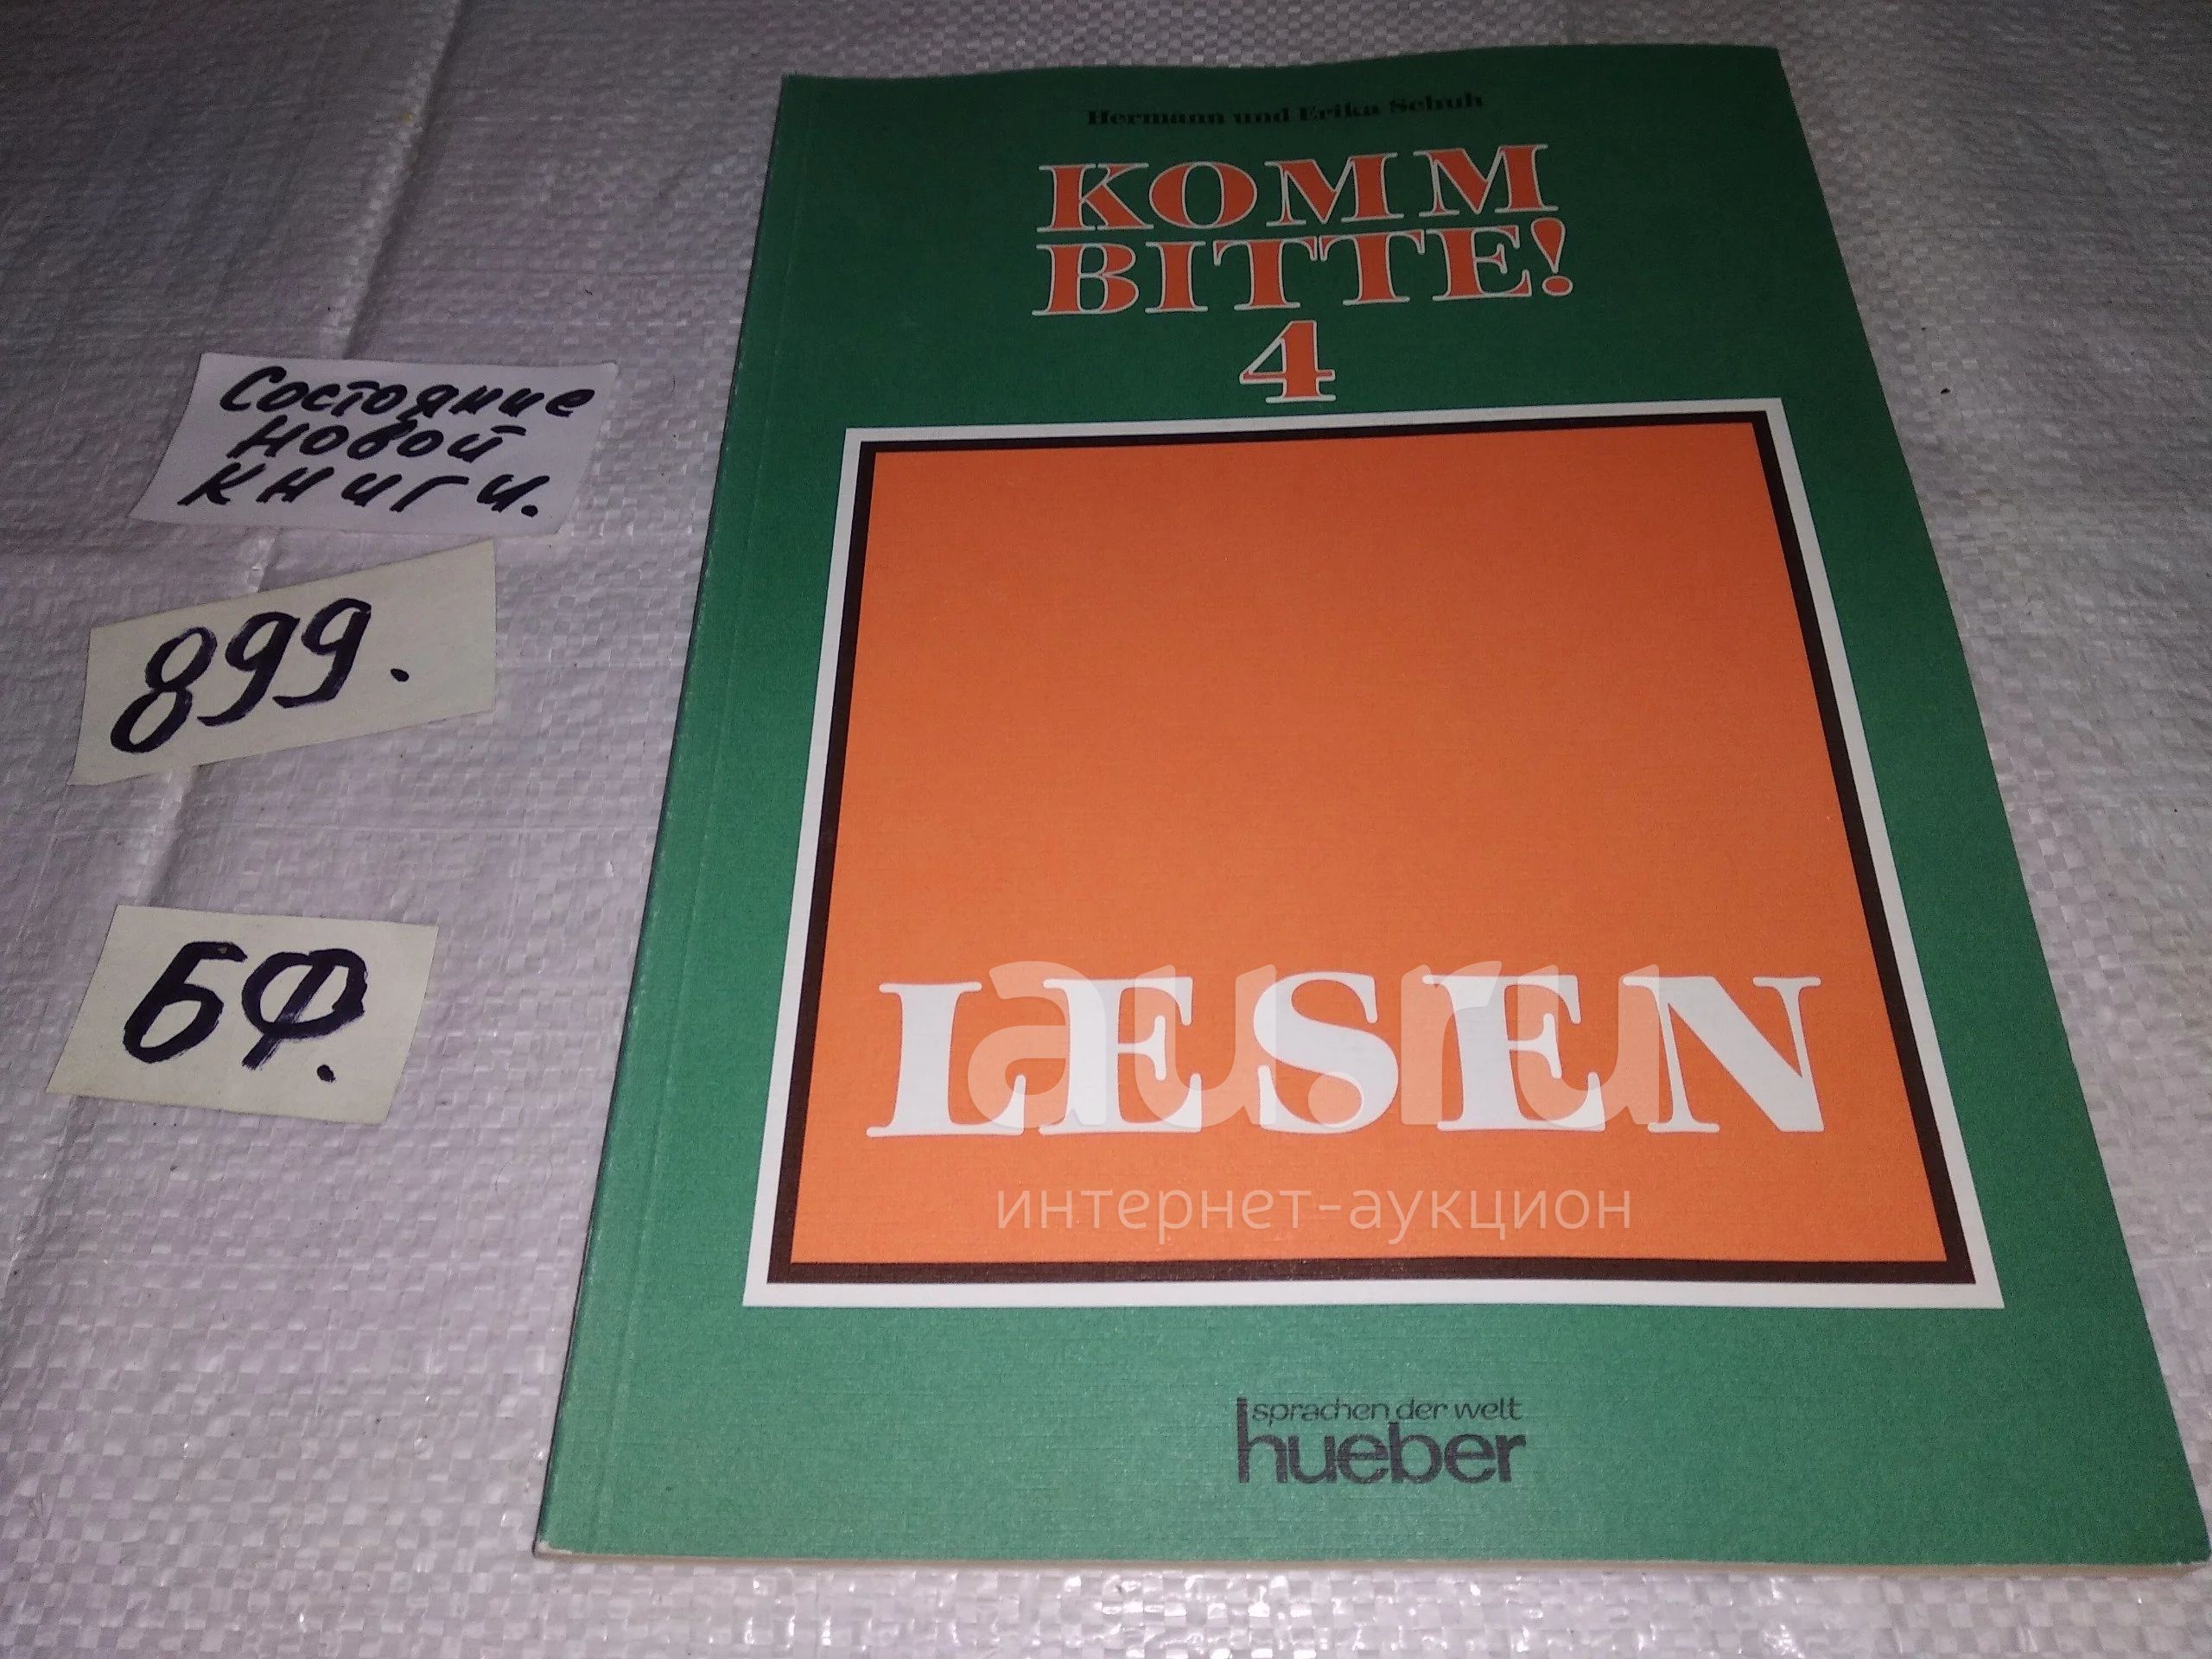 Hermann und Erika Schuh
KOMM
BITTE!
4
Состояние
новой
книги.
899.
БФ.
LESEN
au.ru
интернет-аукцион
sprachen der welt
hueber